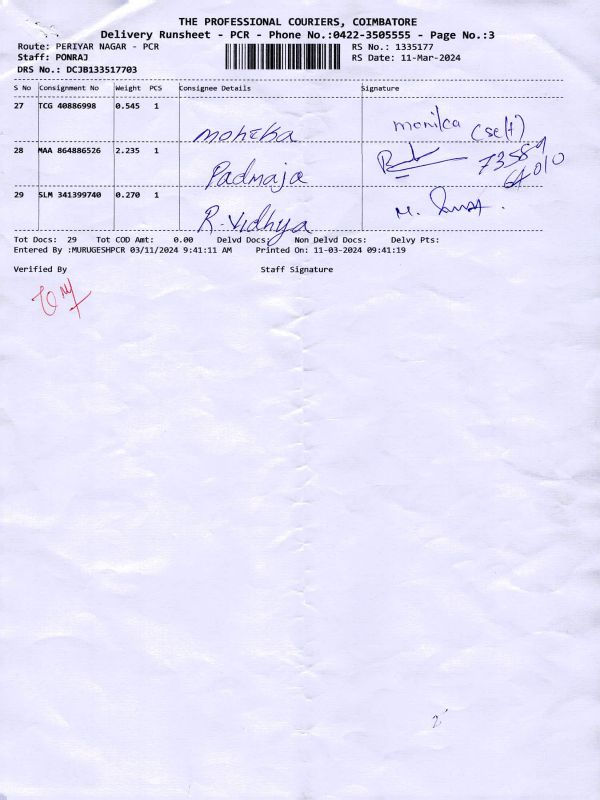 THE PROFESSIONAL COURIERS, COIMBATORE
Delivery Runsheet - PCR - Phone No.:0422-3505555 - Page No.:3
Route: PERIYAR NAGAR - PCR RS No.: 1335177
Staff: PONRAJ RS Date: 11-Mar-2024
DRS No.: DCJB133517703
S No Consignment No Weight PCS Consignee Details Signature
27 TCG 40886998 0.545 1
monika monika (self)
28 MAA 864886526 2.235 1
Padmaja 73589
64010
29 SLM 341399740 0.270 1
R.Vidhya M.
Tot Docs: 29 Tot COD Amt: 0.00 Delvd Docs: Non Delvd Docs: Delvy Pts:
Entered By :MURUGESHPCR 03/11/2024 9:41:11 AM Printed On: 11-03-2024 09:41:19
Verified By Staff Signature